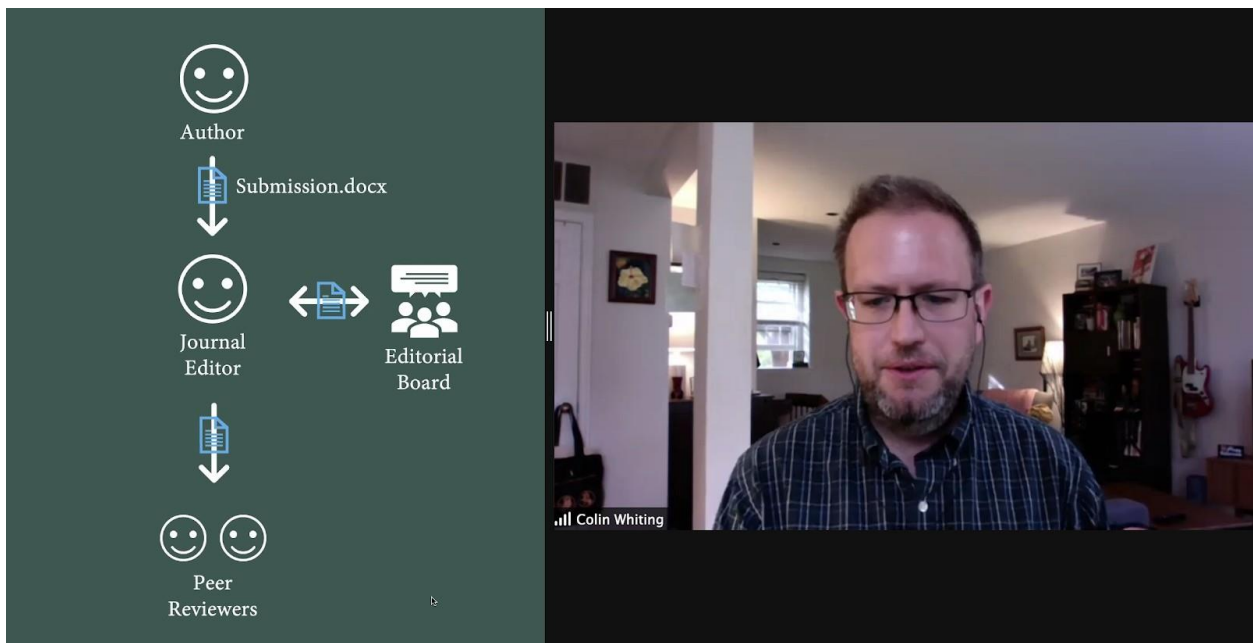 Author
Submission.docx
Journal
Editor
Editorial
Board
Peer
Reviewers
Colin Whiting